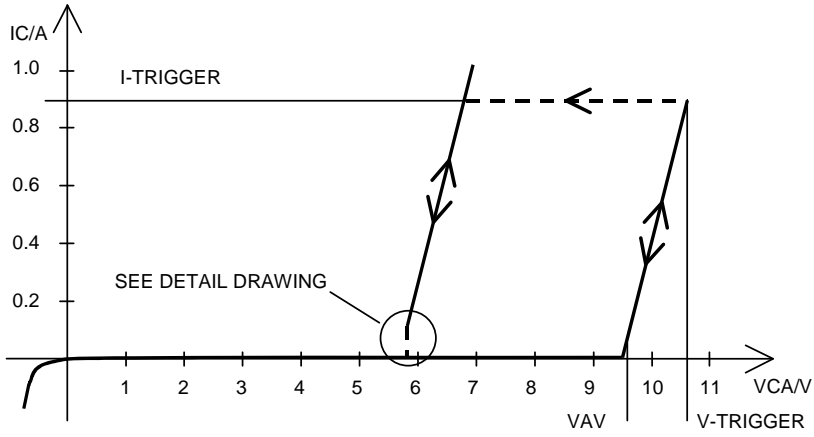 IC/A
1.0
I-TRIGGER
0.8
0.6
0.4
SEE DETAIL DRAWING
0.2
1 2 3 4 5 6 7 8 9 10 11 VCA/V
VAV V-TRIGGER